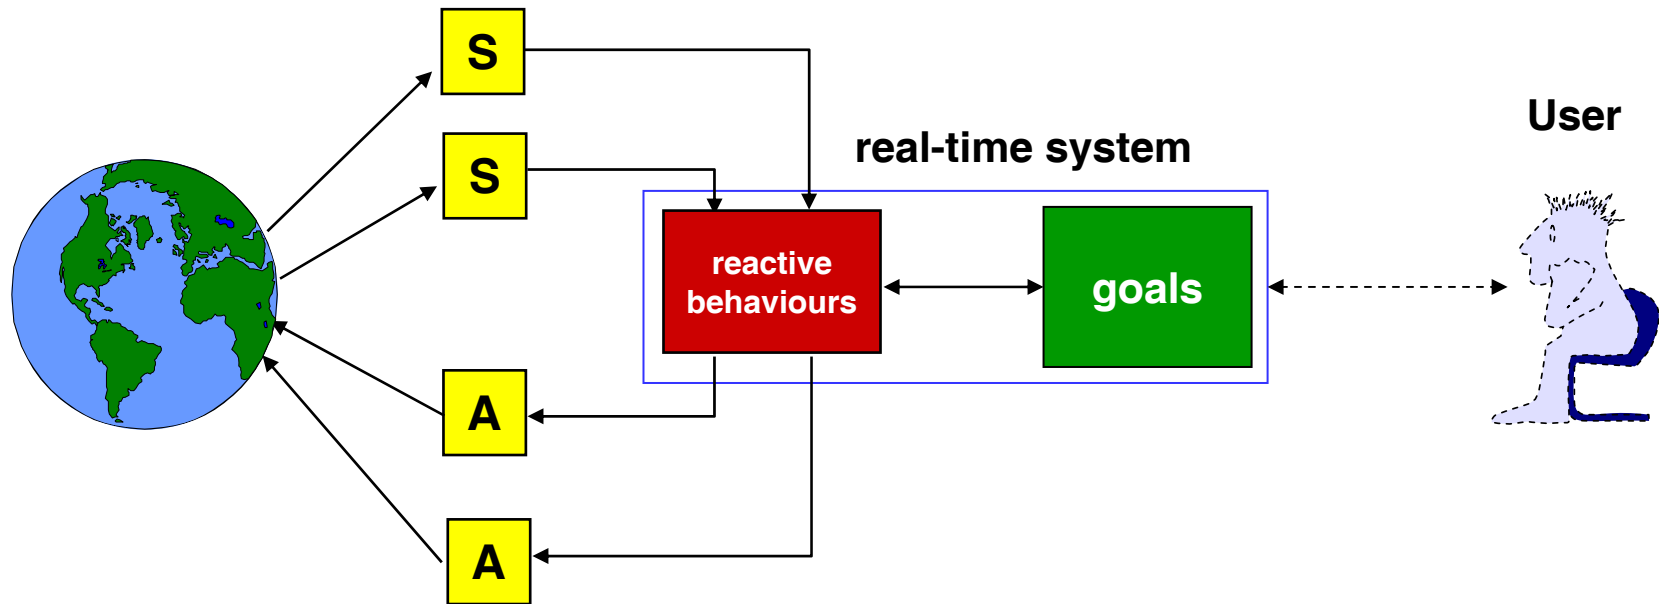 S
User
real-time system
S
reactive
behaviours
goals
A
A